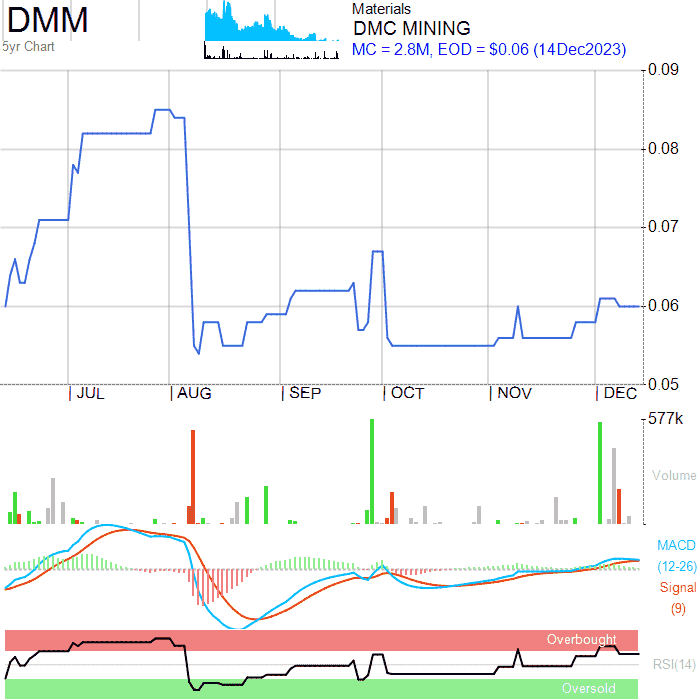 DMM
5yr Chart
Materials
DMC MINING
MC = 2.8M, EOD = $0.06 (14Dec2023)
0.09
0.08
0.07
0.06
0.05
JUL AUG SEP OCT NOV DEC
577k
Volume
MACD
(12-26)
Signal
(9)
Overbought
RSI(14)
Oversold